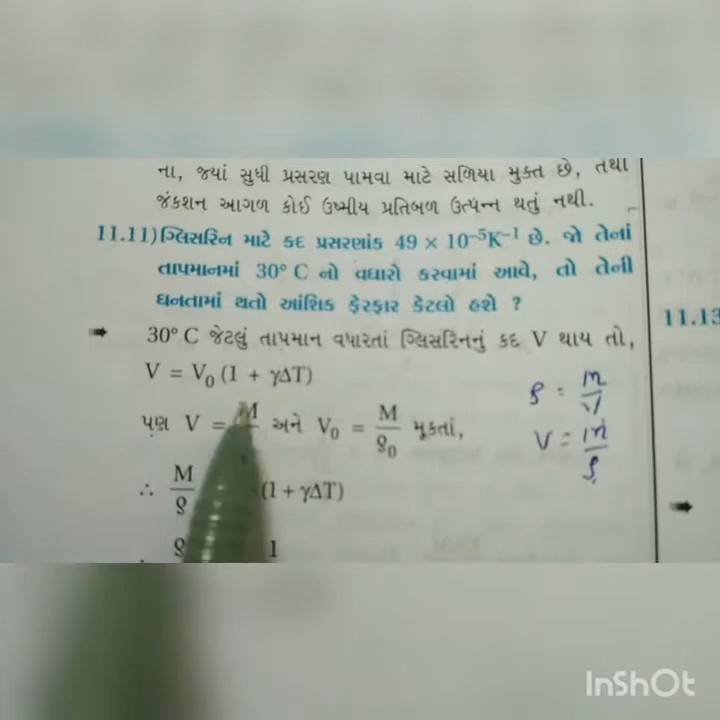 ના, જ્યાં સુધી પ્રસરણ પામવા માટે સળિયા મુક્ત છે, તથા
જંકશન આગળ કોઈ ઉષ્મીય પ્રતિબળ ઉત્પન્ન થતું નથી.
11.11) ગ્લિસરિન માટે કદ પ્રસરણાંક 49 × 10⁻⁵K⁻¹ છે. જો તેનાં
તાપમાનમાં 30° C નો વધારો કરવામાં આવે, તો તેની
ઘનતામાં થતો આંશિક ફેરફાર કેટલો હશે ?
11.13
➠ 30° C જેટલું તાપમાન વધારતાં ગ્લિસરિનનું કદ V થાય તો,
V = V₀ (1 + γΔT)
પણ V = M અને V₀ = M/ϱ₀ મૂકતાં,
ϱ = m/V
V = m/ϱ
∴ M/ϱ (1 + γΔT)
ϱ 1
InShOt